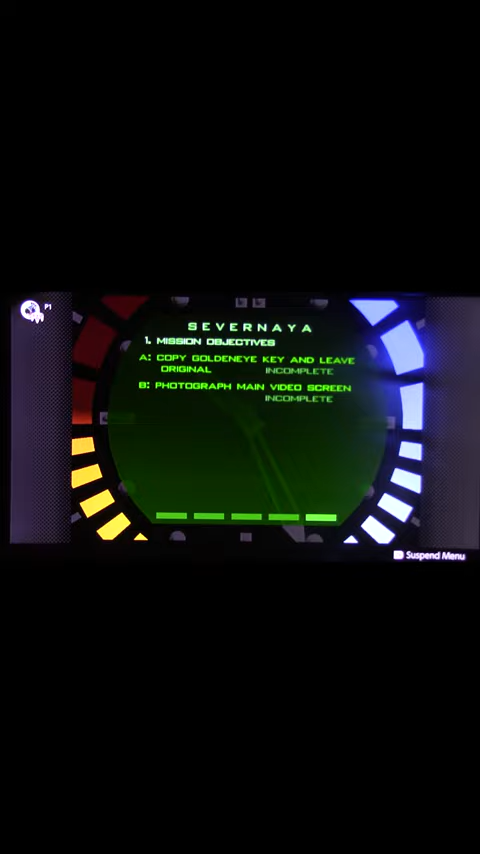 P1
SEVERNAYA
1. MISSION OBJECTIVES
A: COPY GOLDENEYE KEY AND LEAVE
ORIGINAL INCOMPLETE
B: PHOTOGRAPH MAIN VIDEO SCREEN
INCOMPLETE
Suspend Menu